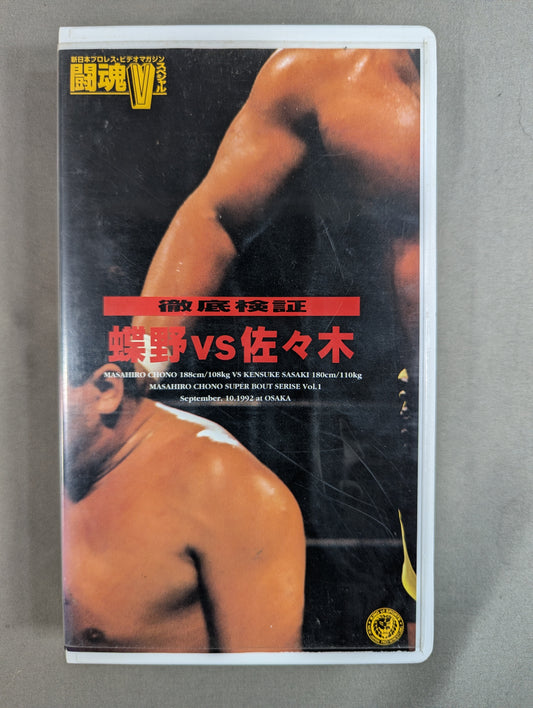 新日本プロレス・ビデオマガジン
闘魂Vスペシャル
徹底検証
蝶野vs佐々木
MASAHIRO CHONO 188cm/108kg VS KENSUKE SASAKI 180cm/110kg
MASAHIRO CHONO SUPER BOUT SERISE Vol.1
September. 10.1992 at OSAKA